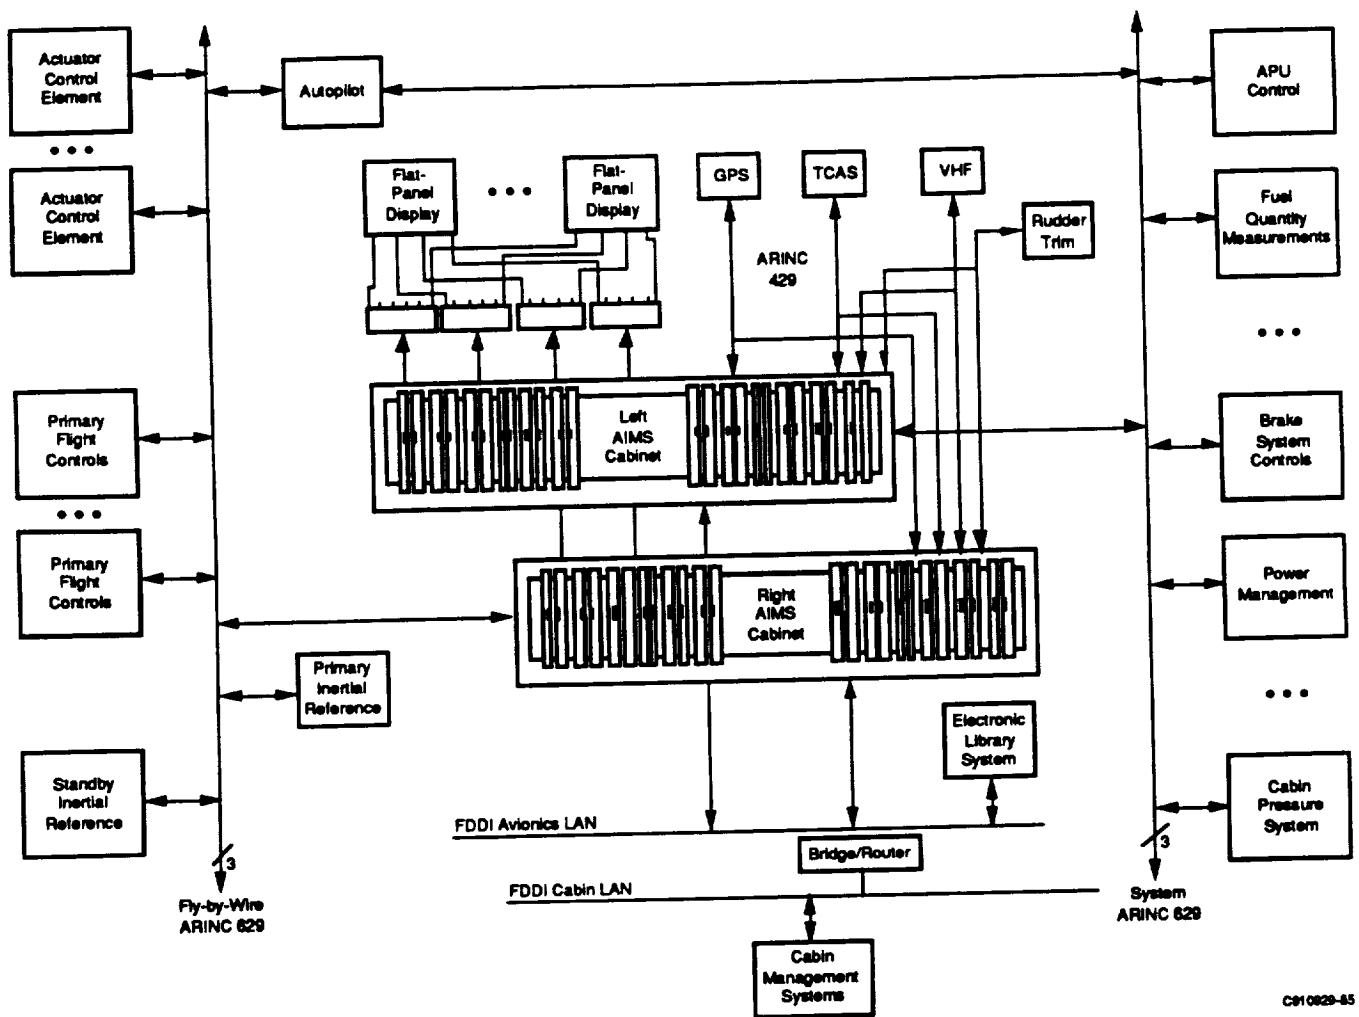 Actuator
Control
Element
Autopilot
APU
Control
Actuator
Control
Element
Flat-
Panel
Display
Flat-
Panel
Display
GPS
TCAS
VHF
Rudder
Trim
Fuel
Quantity
Measurements
ARINC
429
Primary
Flight
Controls
Left
AIMS
Cabinet
Brake
System
Controls
Primary
Flight
Controls
Right
AIMS
Cabinet
Power
Management
Primary
Inertial
Reference
Electronic
Library
System
Standby
Inertial
Reference
Cabin
Pressure
System
FDDI Avionics LAN
Bridge/Router
3
3
FDDI Cabin LAN
Fly-by-Wire
ARINC 629
System
ARINC 629
Cabin
Management
Systems
C910929-85